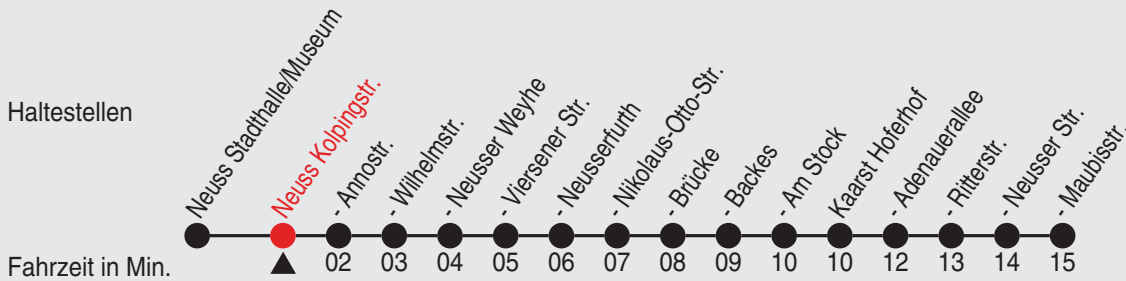 Haltestellen
Neuss Stadthalle/Museum
Neuss Kolpingstr.
- Annostr.
- Wilhelmstr.
- Neusser Weyhe
- Viersener Str.
- Neusserfurth
- Nikolaus-Otto-Str.
- Brücke
- Backes
- Am Stock
Kaarst Hoferhof
- Adenauerallee
- Ritterstr.
- Neusser Str.
- Maubisstr.
Fahrzeit in Min. 02 03 04 05 06 07 08 09 10 10 12 13 14 15